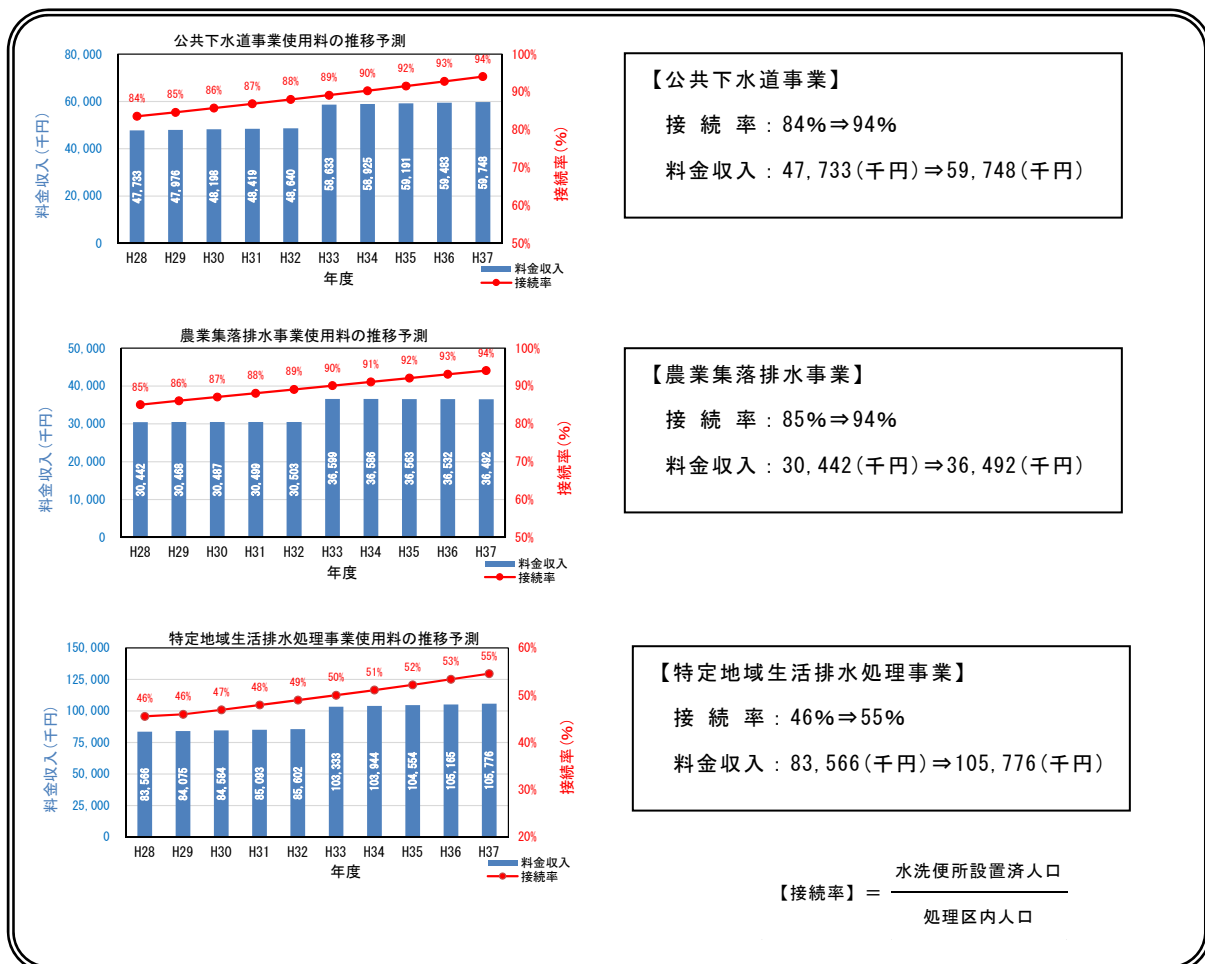 公共下水道事業使用料の推移予測
料金収入(千円)
80,000
60,000
40,000
20,000
0
100%
90%
80%
70%
60%
50%
接続率(%)
84% 85% 86% 87% 88% 89% 90% 92% 93% 94%
47,733 47,976 48,198 48,419 48,640 58,633 58,925 59,191 59,483 59,748
H28 H29 H30 H31 H32 H33 H34 H35 H36 H37
年度
料金収入
接続率
【公共下水道事業】
接続率:84%⇒94%
料金収入:47,733(千円)⇒59,748(千円)
農業集落排水事業使用料の推移予測
料金収入(千円)
50,000
40,000
30,000
20,000
10,000
0
100%
90%
80%
70%
60%
50%
接続率(%)
85% 86% 87% 88% 89% 90% 91% 92% 93% 94%
30,442 30,468 30,487 30,499 30,503 36,599 36,586 36,563 36,532 36,492
H28 H29 H30 H31 H32 H33 H34 H35 H36 H37
年度
料金収入
接続率
【農業集落排水事業】
接続率:85%⇒94%
料金収入:30,442(千円)⇒36,492(千円)
特定地域生活排水処理事業使用料の推移予測
料金収入(千円)
150,000
125,000
100,000
75,000
50,000
25,000
0
60%
50%
40%
30%
20%
接続率(%)
46% 46% 47% 48% 49% 50% 51% 52% 53% 55%
83,566 84,075 84,584 85,093 85,602 103,333 103,944 104,554 105,165 105,776
H28 H29 H30 H31 H32 H33 H34 H35 H36 H37
年度
料金収入
接続率
【特定地域生活排水処理事業】
接続率:46%⇒55%
料金収入:83,566(千円)⇒105,776(千円)
水洗便所設置済人口
【接続率】=
処理区内人口